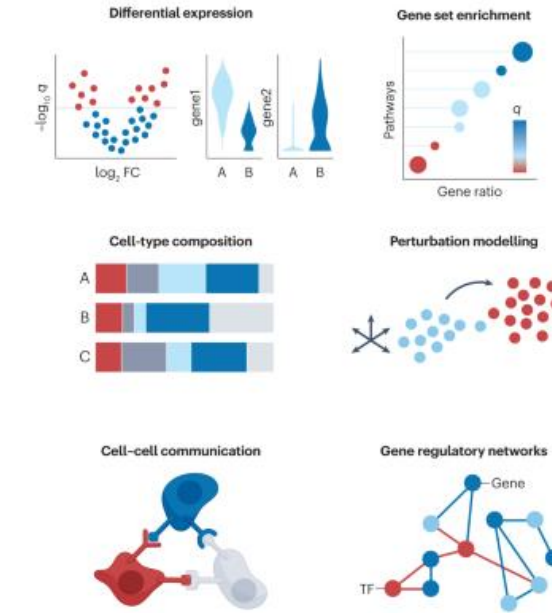 Differential expression
Gene set enrichment
−log₁₀ q
gene1
gene2
log₂ FC
A B
A B
Pathways
q
Gene ratio
Cell-type composition
A
B
C
Perturbation modelling
Cell–cell communication
Gene regulatory networks
Gene
TF